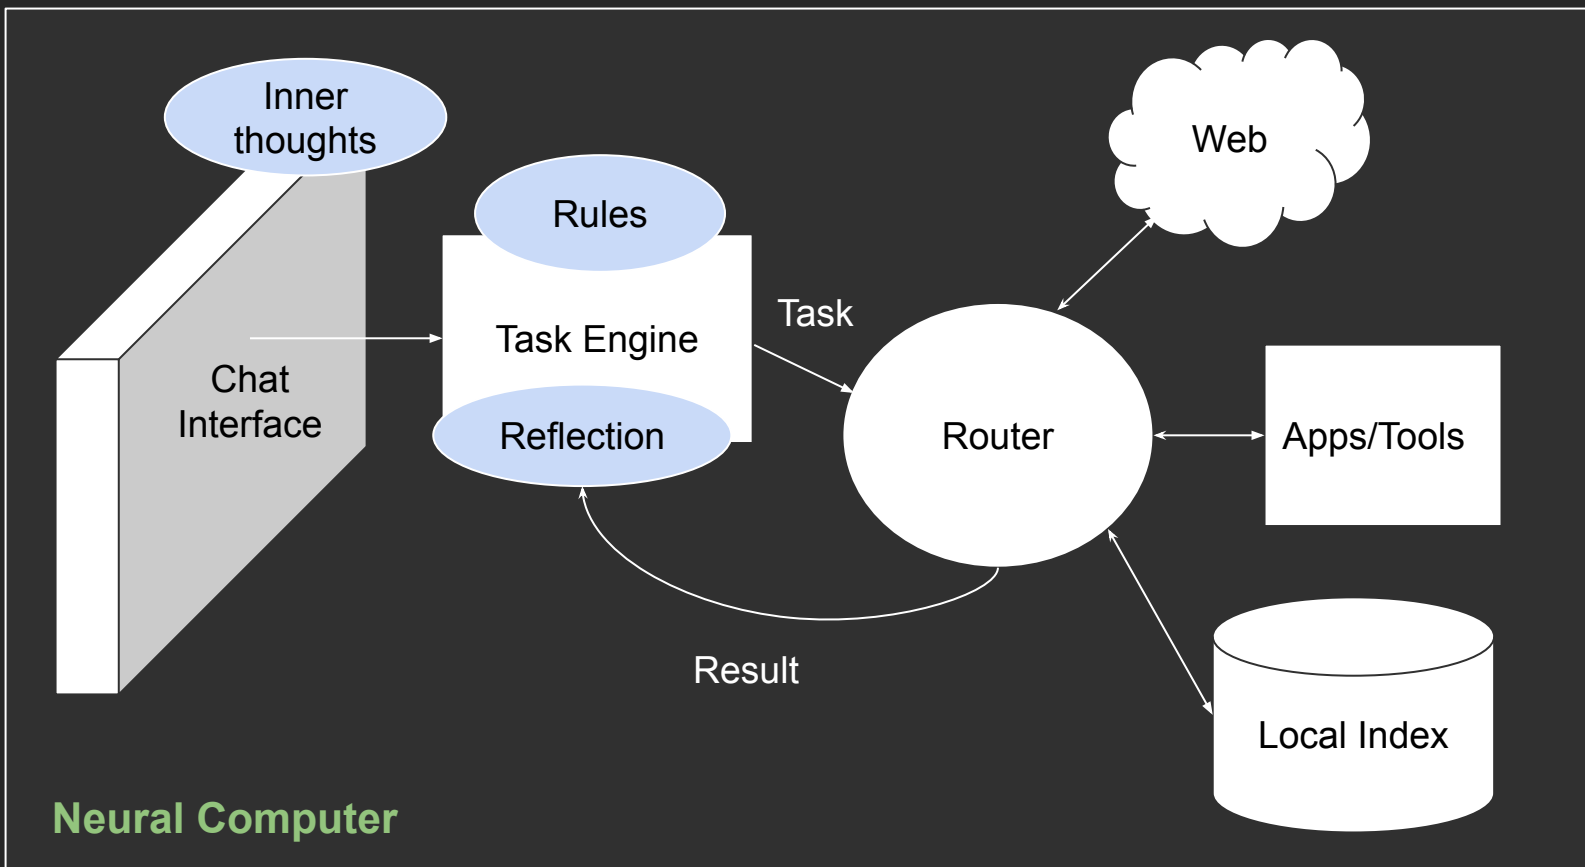 Inner
thoughts
Web
Rules
Task
Task Engine
Chat
Interface
Reflection
Router
Apps/Tools
Result
Local Index
Neural Computer